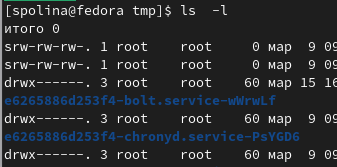 [spolina@fedora tmp]$ ls  -l
итого 0
srw-rw-rw-. 1 root    root     0 мар  9 09
srw-rw-rw-. 1 root    root     0 мар  9 09
drwx------. 3 root    root    60 мар 15 16
e6265886d253f4-bolt.service-wWrwLf
drwx------. 3 root    root    60 мар  9 09
e6265886d253f4-chronyd.service-PsYGD6
drwx------. 3 root    root    60 мар  9 09